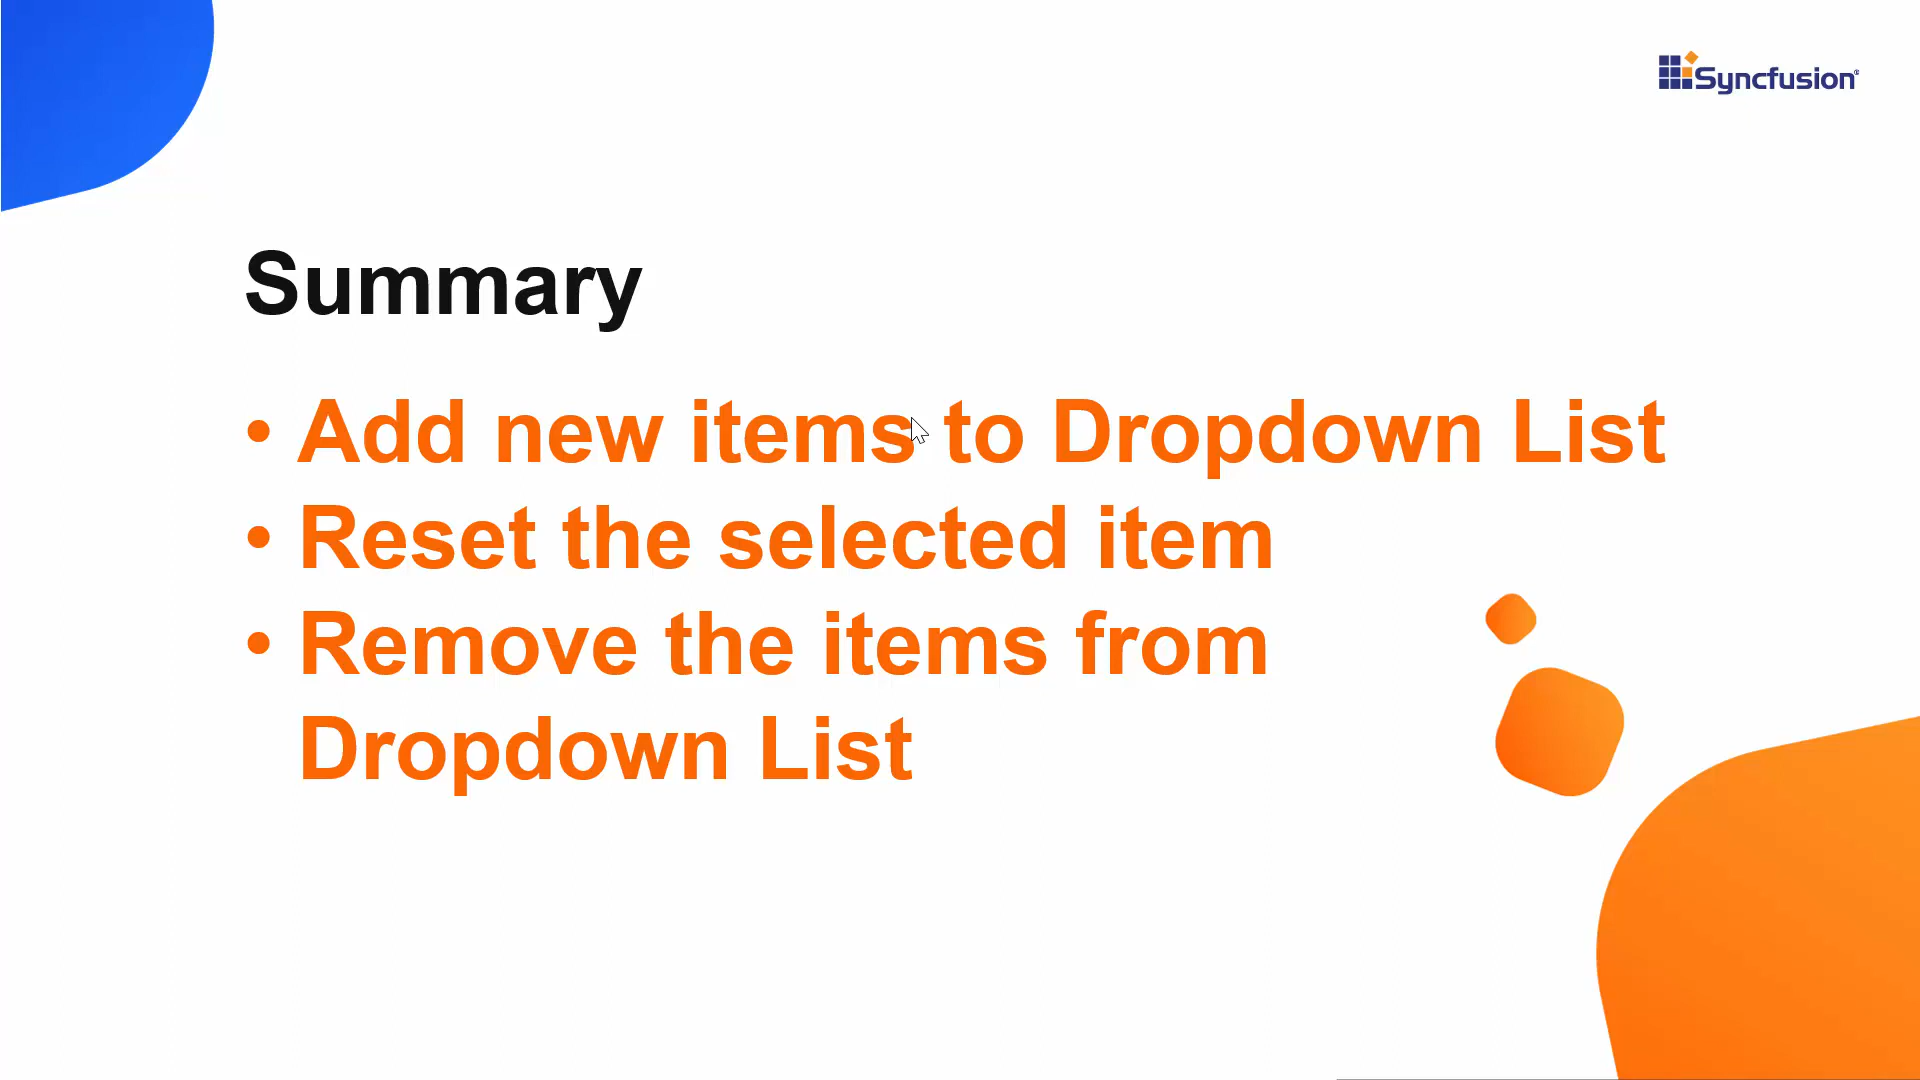 Syncfusion®
Summary
• Add new items to Dropdown List
• Reset the selected item
• Remove the items from
Dropdown List